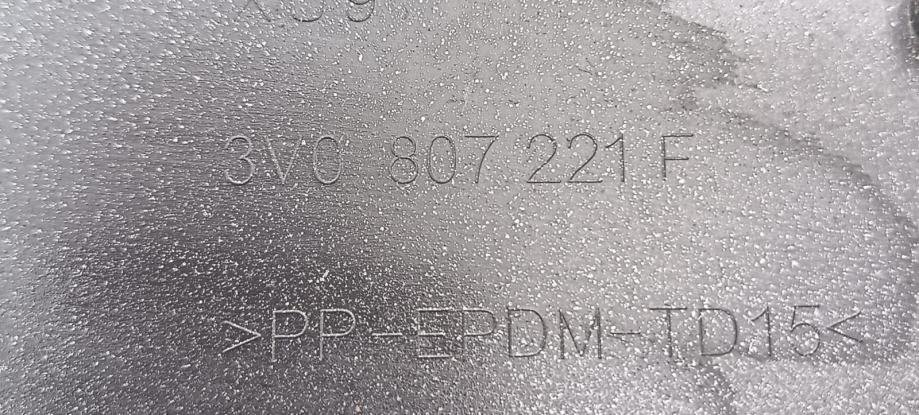 3V0 807 221 F
>PP-EPDM-TD15<